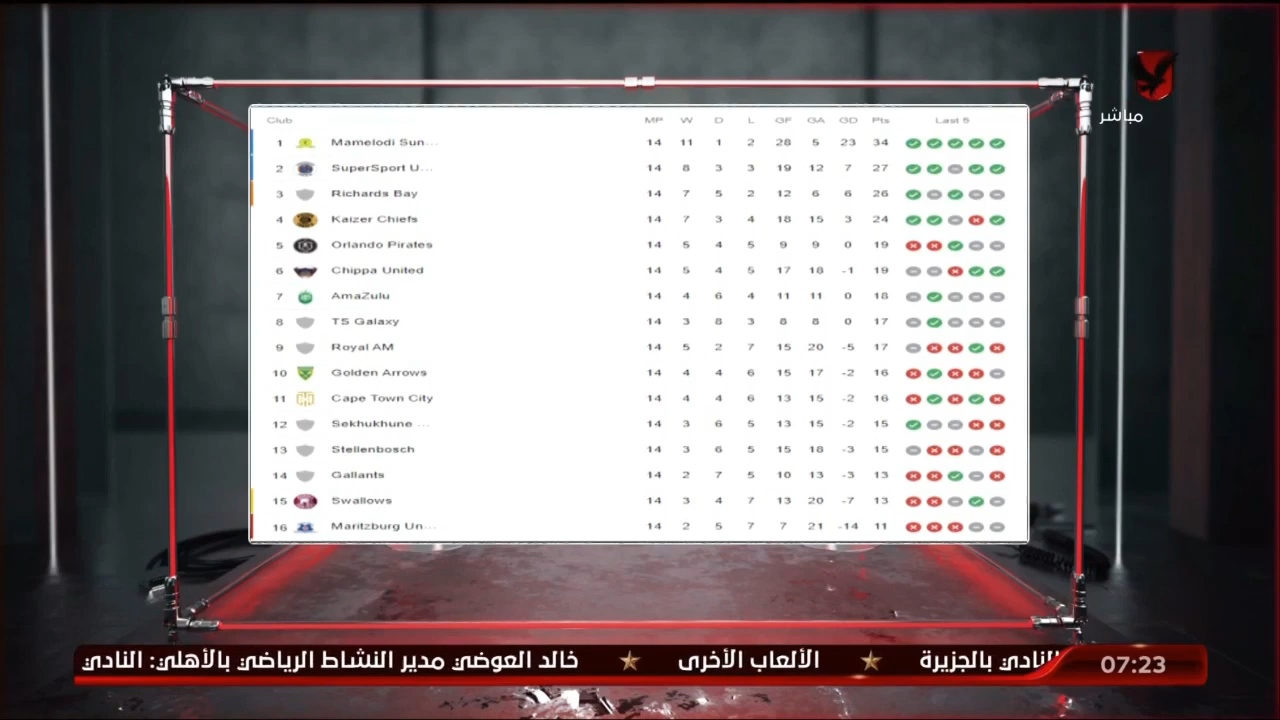 مباشر
Club MP W D L GF GA GD Pts Last 5
1 Mamelodi Sun... 14 11 1 2 28 5 23 34
2 SuperSport U... 14 8 3 3 19 12 7 27
3 Richards Bay 14 7 5 2 12 6 6 26
4 Kaizer Chiefs 14 7 3 4 18 15 3 24
5 Orlando Pirates 14 5 4 5 9 9 0 19
6 Chippa United 14 5 4 5 17 18 -1 19
7 AmaZulu 14 4 6 4 11 11 0 18
8 TS Galaxy 14 3 8 3 8 8 0 17
9 Royal AM 14 5 2 7 15 20 -5 17
10 Golden Arrows 14 4 4 6 15 17 -2 16
11 Cape Town City 14 4 4 6 13 15 -2 16
12 Sekhukhune ... 14 3 6 5 13 15 -2 15
13 Stellenbosch 14 3 6 5 15 18 -3 15
14 Gallants 14 2 7 5 10 13 -3 13
15 Swallows 14 3 4 7 13 20 -7 13
16 Maritzburg Un... 14 2 5 7 7 21 -14 11
07:23 النادي بالجزيرة ★ الألعاب الأخرى ★ خالد العوضي مدير النشاط الرياضي بالأهلي: النادي